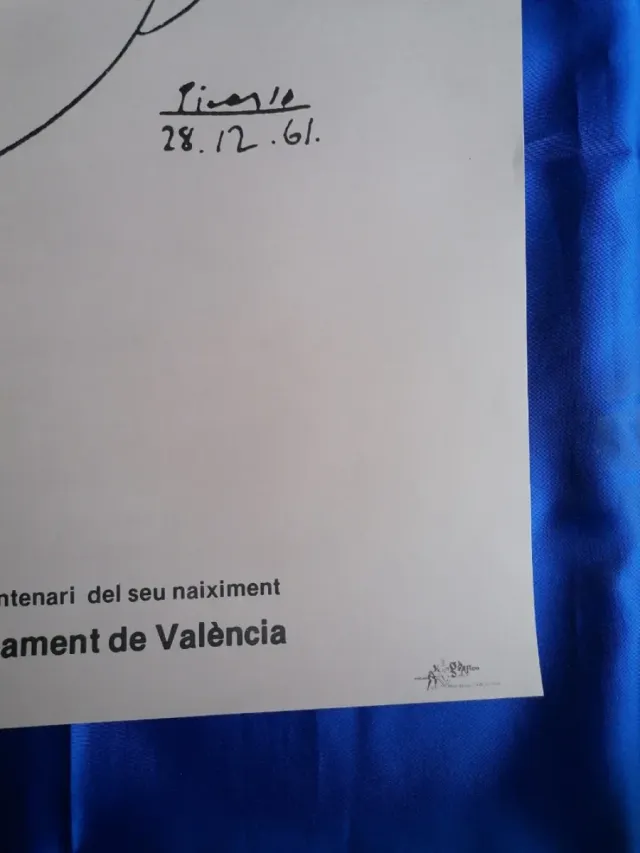 Picasso
28.12.61.
ntenari del seu naiximent
ament de València